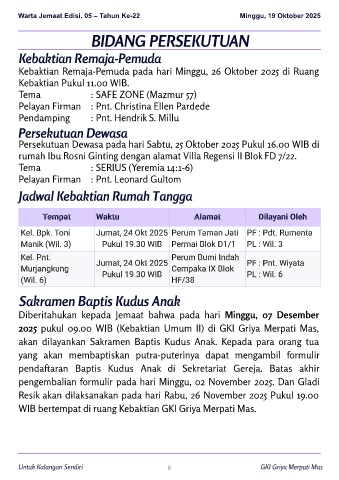 Warta Jemaat Edisi. 05 – Tahun Ke-22 Minggu, 19 Oktober 2025
BIDANG PERSEKUTUAN
Kebaktian Remaja-Pemuda
Kebaktian Remaja-Pemuda pada hari Minggu, 26 Oktober 2025 di Ruang
Kebaktian Pukul 11.00 WIB.
Tema : SAFE ZONE (Mazmur 57)
Pelayan Firman : Pnt. Christina Ellen Pardede
Pendamping : Pnt. Hendrik S. Millu
Persekutuan Dewasa
Persekutuan Dewasa pada hari Sabtu, 25 Oktober 2025 Pukul 16.00 WIB di
rumah Ibu Rosni Ginting dengan alamat Villa Regensi II Blok FD 7/22.
Tema : SERIUS (Yeremia 14:1-6)
Pelayan Firman : Pnt. Leonard Gultom
Jadwal Kebaktian Rumah Tangga
Tempat Waktu Alamat Dilayani Oleh
Kel. Bpk. Toni Jumat, 24 Okt 2025 Perum Taman Jati PF : Pdt. Rumenta
Manik (Wil. 3) Pukul 19.30 WIB Permai Blok D1/1 PL : Wil. 3
Kel. Pnt. Perum Bumi Indah
Murjangkung Jumat, 24 Okt 2025 Cempaka IX Blok PF : Pnt. Wiyata
(Wil. 6) Pukul 19.30 WIB HF/38 PL : Wil. 6
Sakramen Baptis Kudus Anak
Diberitahukan kepada Jemaat bahwa pada hari Minggu, 07 Desember
2025 pukul 09.00 WIB (Kebaktian Umum II) di GKI Griya Merpati Mas,
akan dilayankan Sakramen Baptis Kudus Anak. Kepada para orang tua
yang akan membaptiskan putra-puterinya dapat mengambil formulir
pendaftaran Baptis Kudus Anak di Sekretariat Gereja. Batas akhir
pengembalian formulir pada hari Minggu, 02 November 2025. Dan Gladi
Resik akan dilaksanakan pada hari Rabu, 26 November 2025 Pukul 19.00
WIB bertempat di ruang Kebaktian GKI Griya Merpati Mas.
Untuk Kalangan Sendiri 6 GKI Griya Merpati Mas